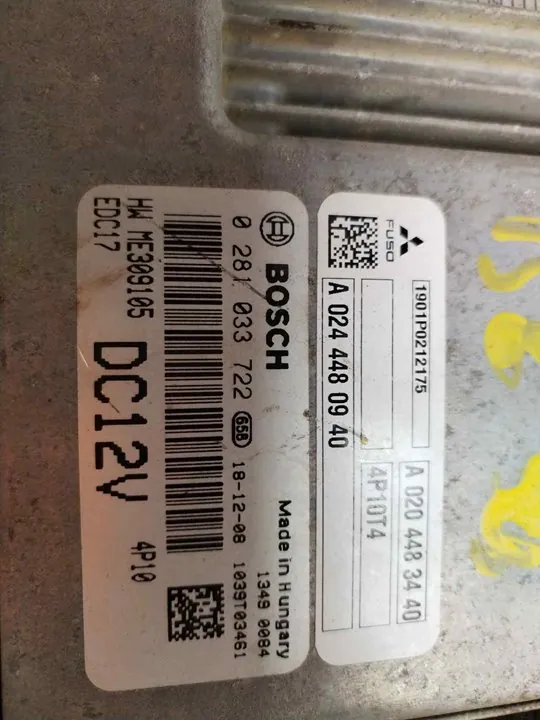 FUSO
1901P0212175
A 020 448 34 40
4P10T4
A 024 448 09 40
BOSCH
Made in Hungary
0 281 033 722 65B 18-12-08 1349 0084
1039T03461
HW ME309105
EDC17
DC12V 4P10